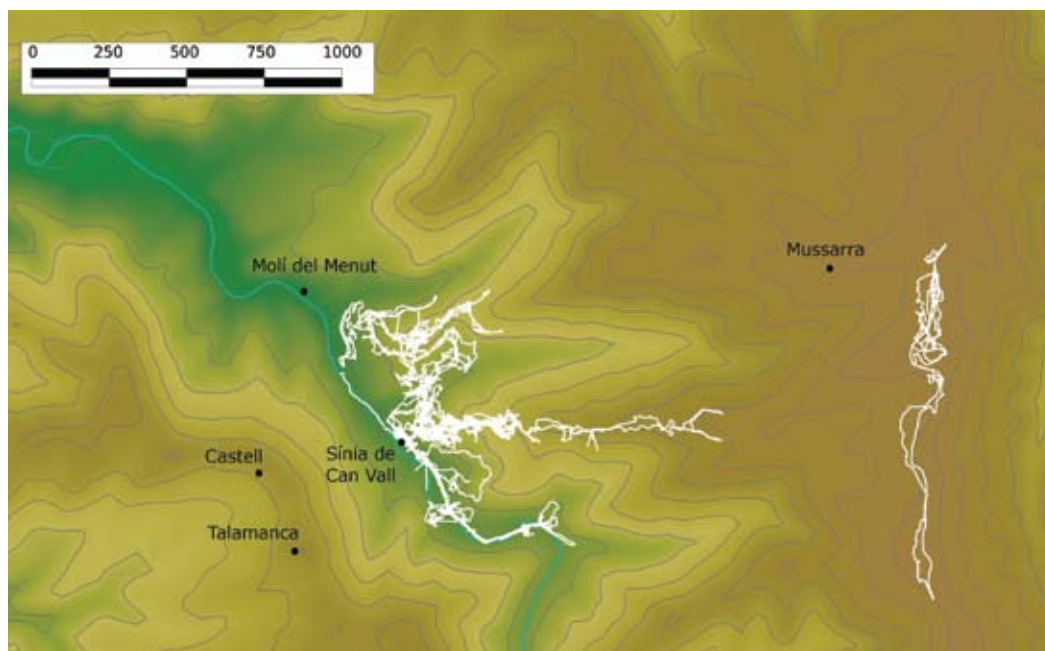 0 250 500 750 1000
Mussarra
Molí del Menut
Castell
Sínia de
Can Vall
Talamanca